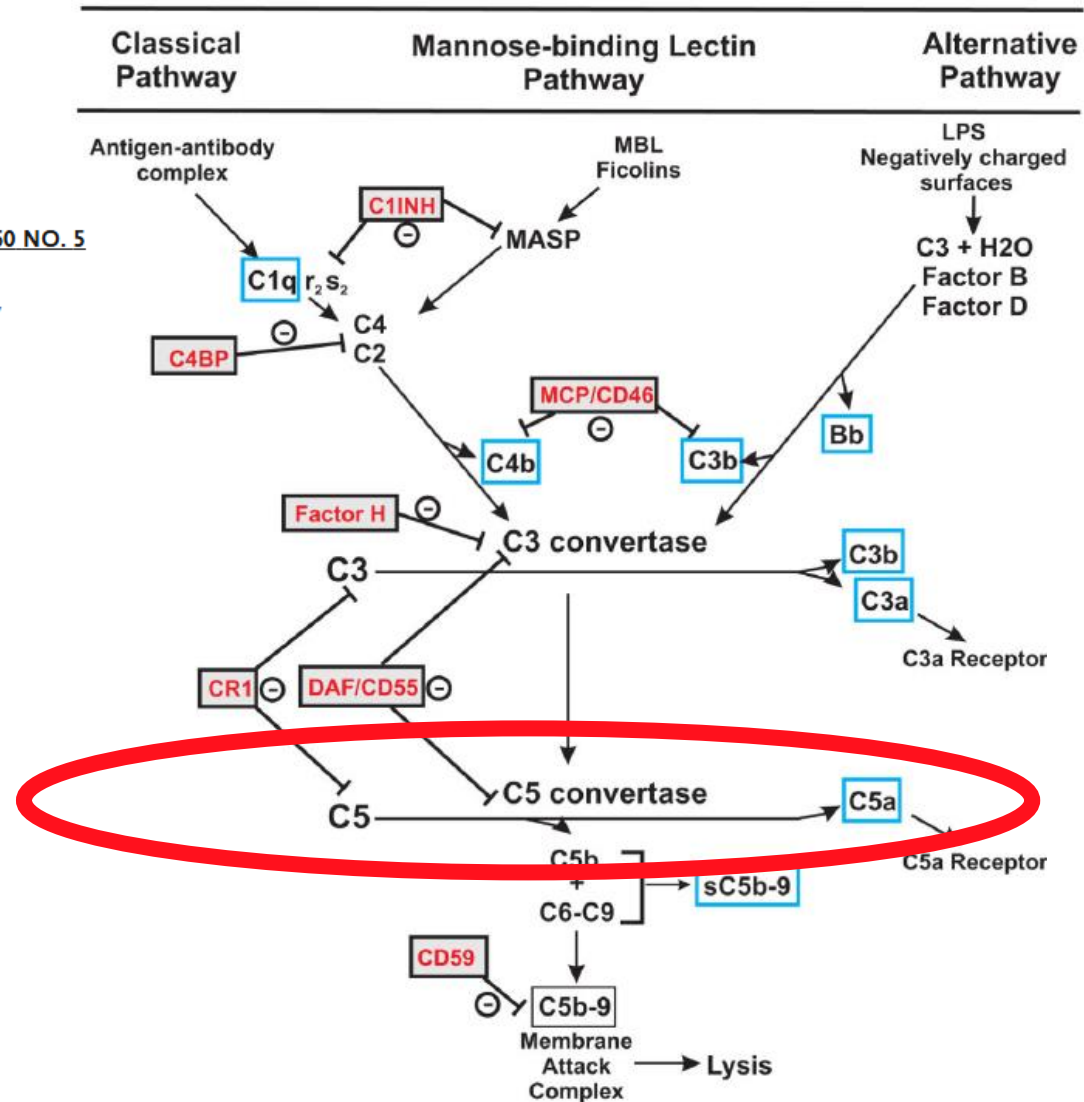 Classical
Pathway
Mannose-binding Lectin
Pathway
Alternative
Pathway
Antigen-antibody
complex
MBL
Ficolins
LPS
Negatively charged
surfaces
C1INH
-
MASP
60 NO. 5
C1q r₂s₂
C3 + H2O
Factor B
Factor D
C4
C2
-
C4BP
MCP/CD46
-
Bb
C4b
C3b
Factor H
-
C3 convertase
C3
C3b
C3a
C3a Receptor
CR1 -
DAF/CD55 -
C5 convertase
C5
C5a
C5a Receptor
C5b
+
C6-C9
sC5b-9
CD59
-
C5b-9
Membrane
Attack
Complex
Lysis